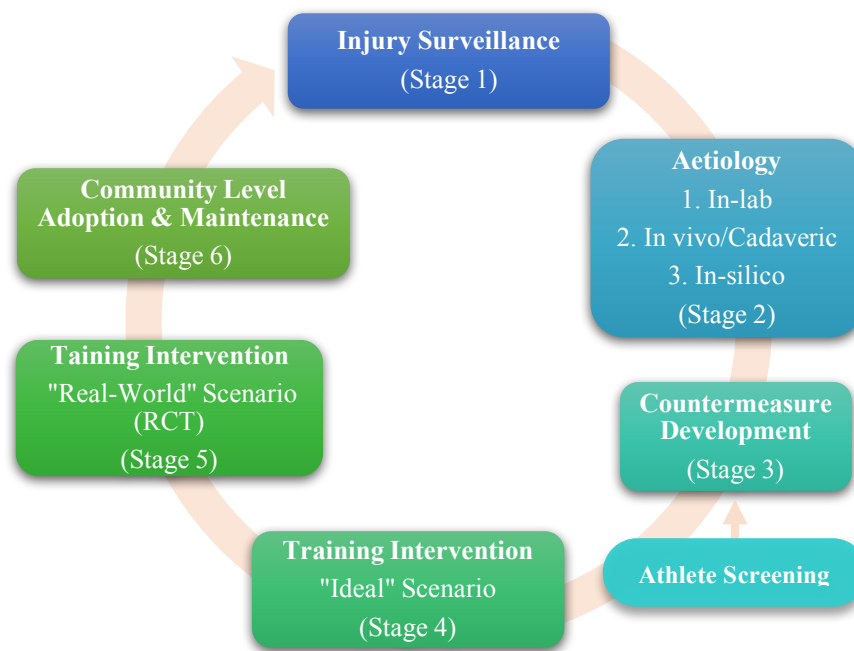 Injury Surveillance
(Stage 1)
Aetiology
1. In-lab
2. In vivo/Cadaveric
3. In-silico
(Stage 2)
Countermeasure
Development
(Stage 3)
Athlete Screening
Training Intervention
"Ideal" Scenario
(Stage 4)
Taining Intervention
"Real-World" Scenario
(RCT)
(Stage 5)
Community Level
Adoption & Maintenance
(Stage 6)